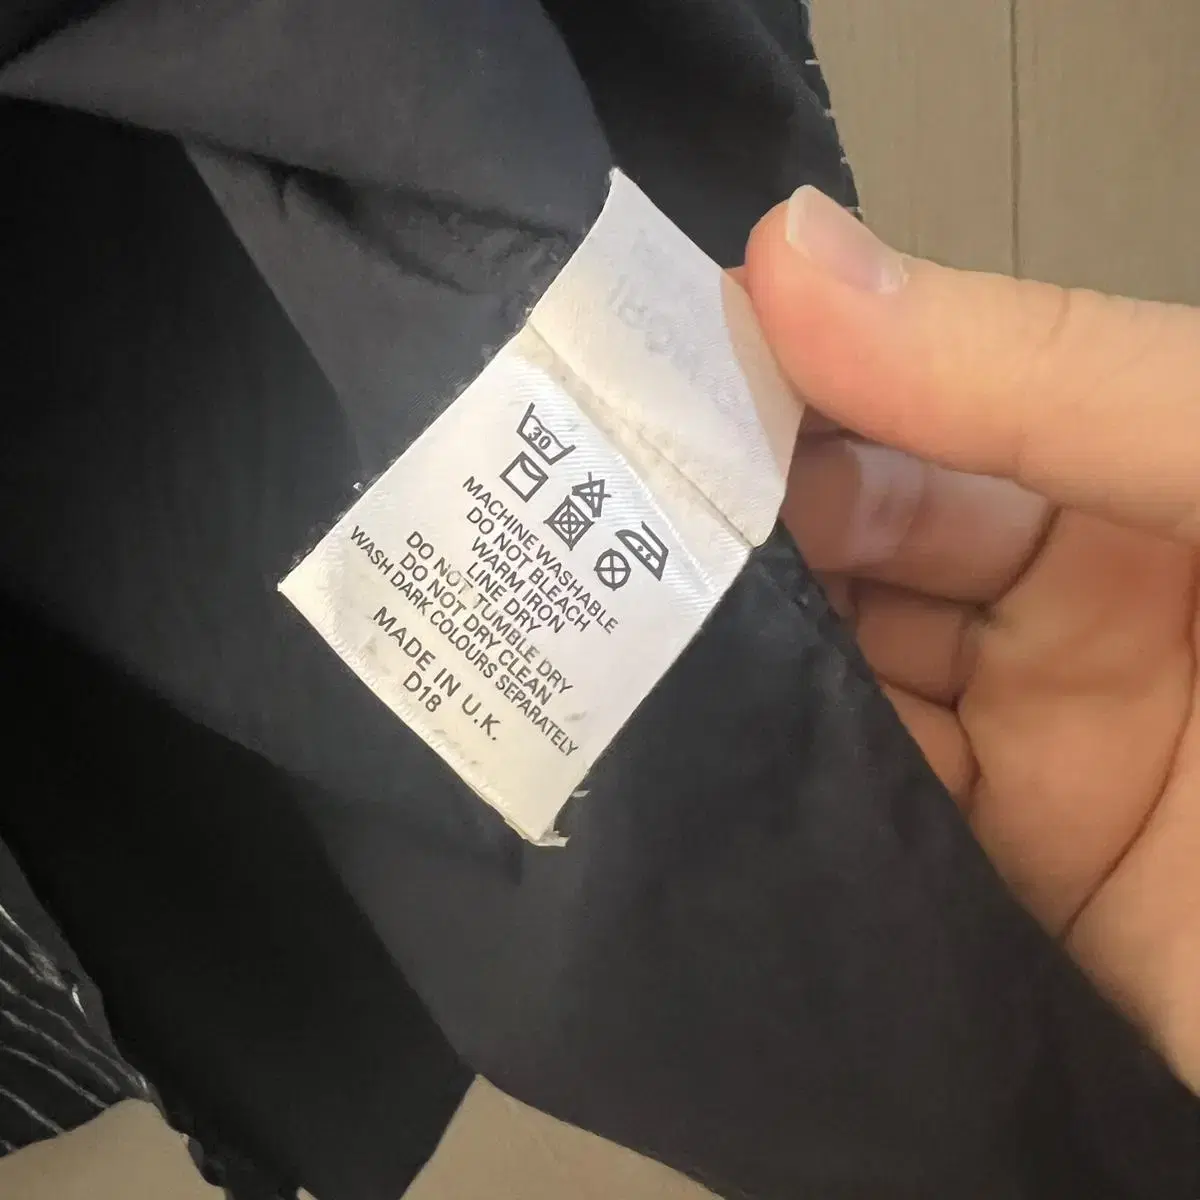 30
MACHINE WASHABLE
DO NOT BLEACH
WARM IRON
LINE DRY
DO NOT TUMBLE DRY
DO NOT DRY CLEAN
WASH DARK COLOURS SEPARATELY
MADE IN U.K.
D18